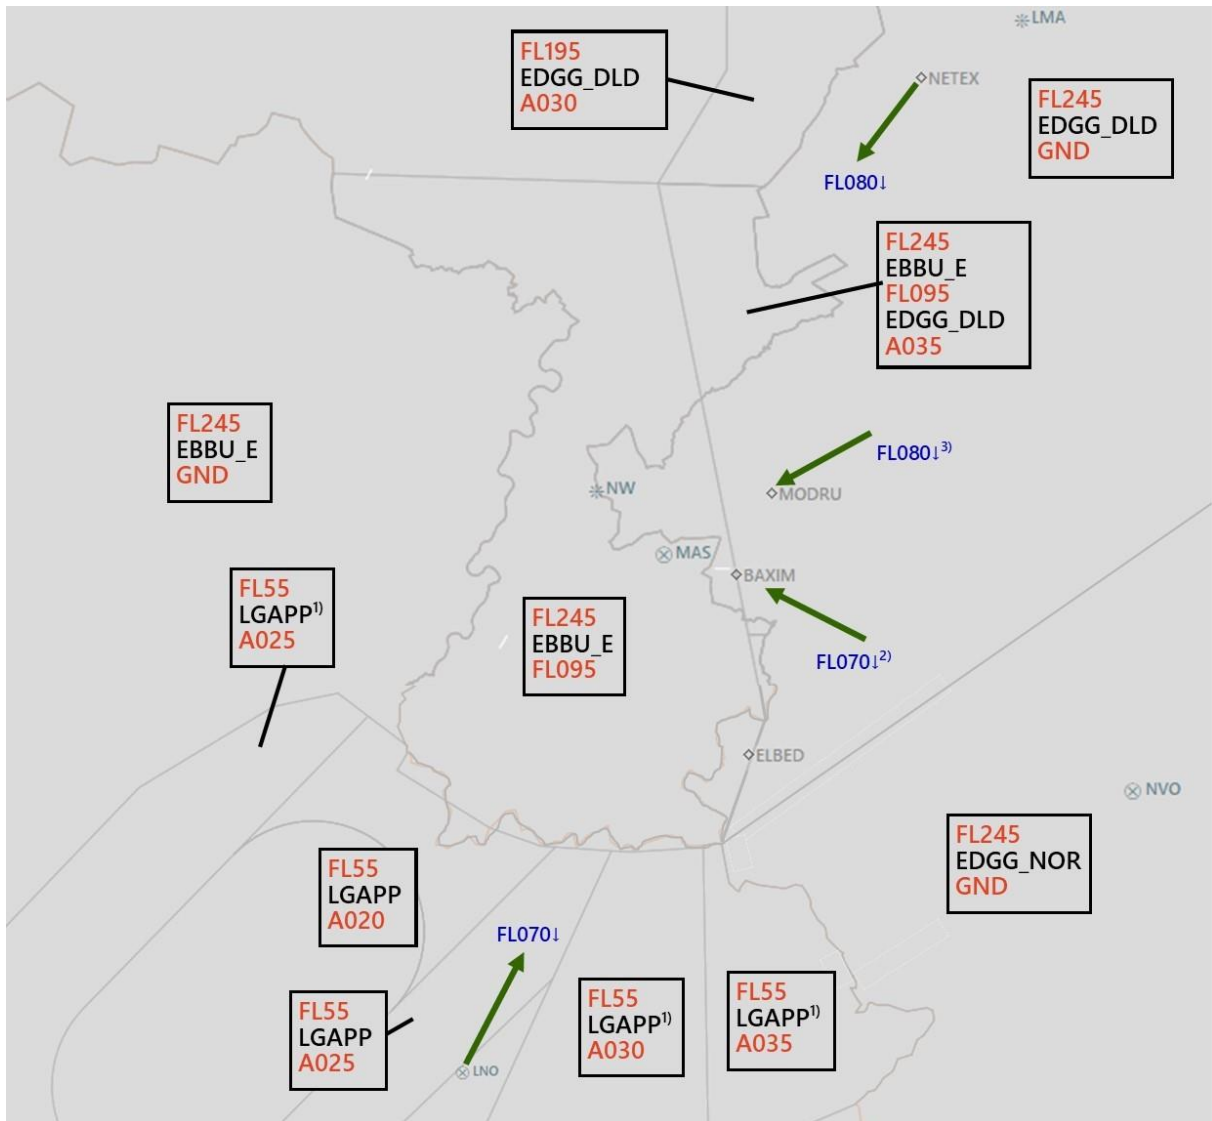 LMA
FL195
EDGG_DLD
A030
NETEX
FL245
EDGG_DLD
GND
FL080↓
FL245
EBBU_E
FL095
EDGG_DLD
A035
FL245
EBBU_E
GND
FL080↓³⁾
NW
MODRU
MAS
BAXIM
FL55
LGAPP¹⁾
A025
FL245
EBBU_E
FL095
FL070↓²⁾
ELBED
NVO
FL245
EDGG_NOR
GND
FL55
LGAPP
A020
FL070↓
FL55
LGAPP
A025
LNO
FL55
LGAPP¹⁾
A030
FL55
LGAPP¹⁾
A035